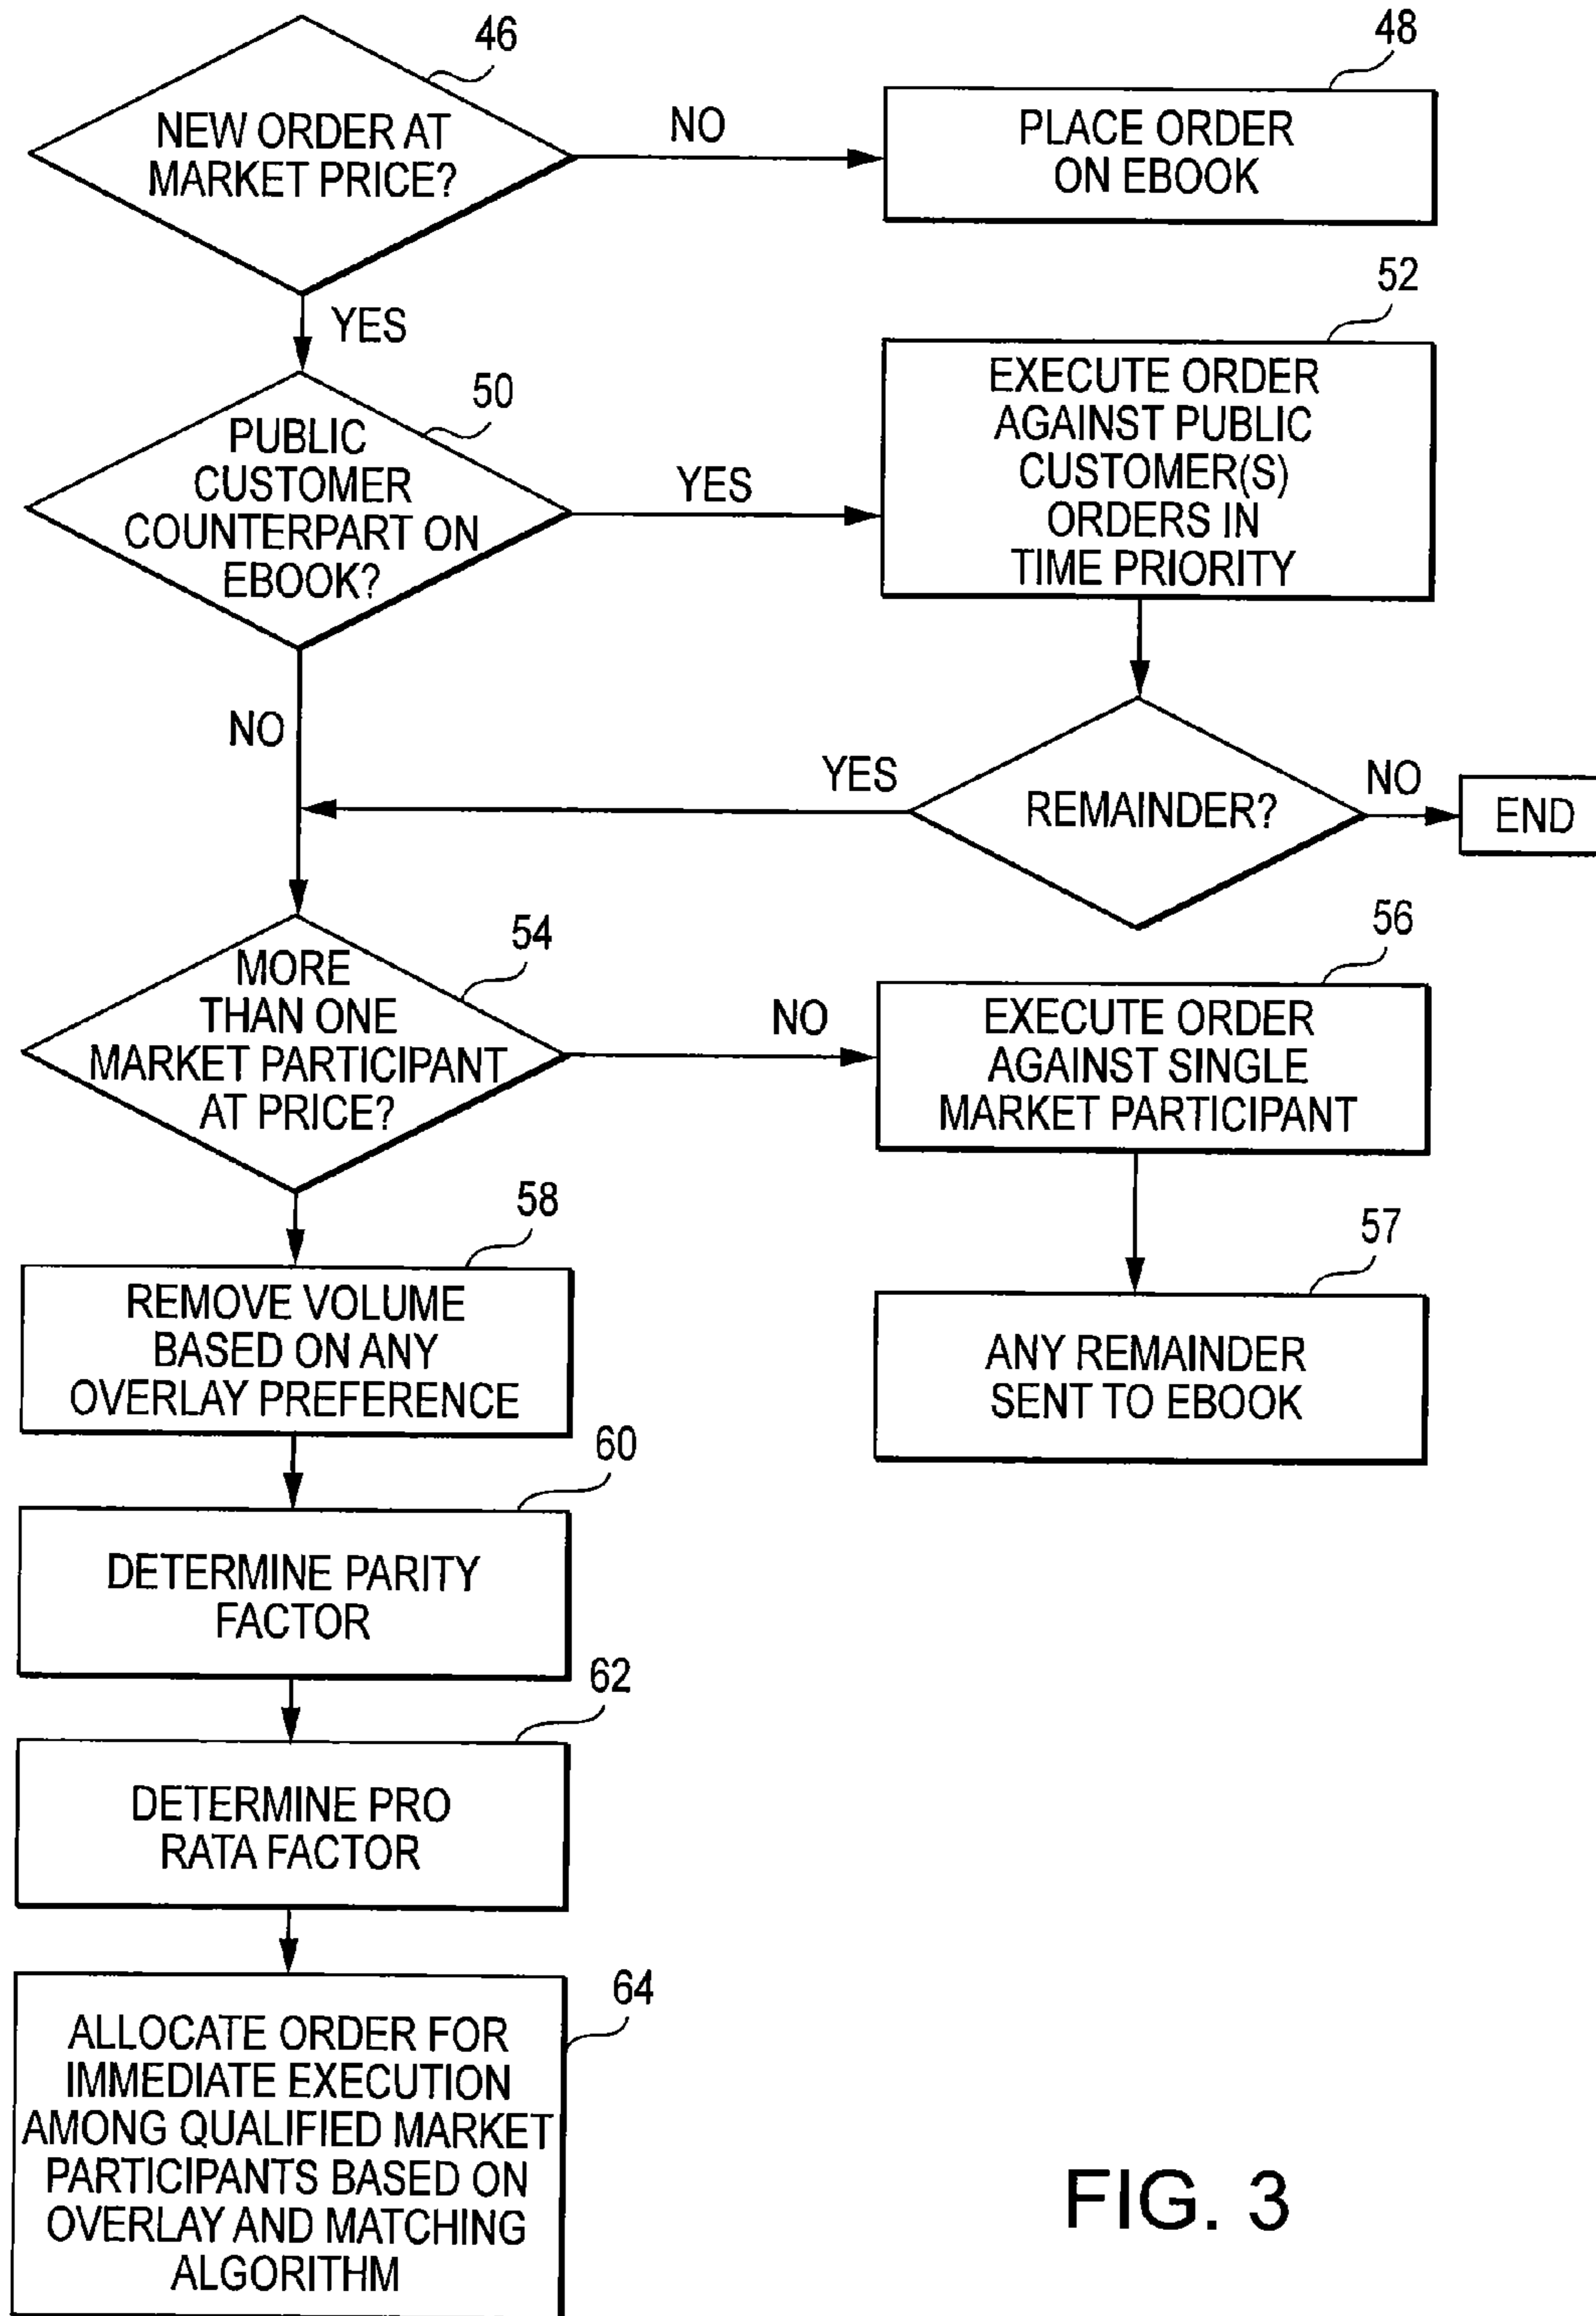 46
NEW ORDER AT
MARKET PRICE?
NO
48
PLACE ORDER
ON EBOOK
YES
50
PUBLIC
CUSTOMER
COUNTERPART ON
EBOOK?
YES
52
EXECUTE ORDER
AGAINST PUBLIC
CUSTOMER(S)
ORDERS IN
TIME PRIORITY
NO
YES
REMAINDER?
NO
END
54
MORE
THAN ONE
MARKET PARTICIPANT
AT PRICE?
NO
56
EXECUTE ORDER
AGAINST SINGLE
MARKET PARTICIPANT
57
ANY REMAINDER
SENT TO EBOOK
58
REMOVE VOLUME
BASED ON ANY
OVERLAY PREFERENCE
60
DETERMINE PARITY
FACTOR
62
DETERMINE PRO
RATA FACTOR
64
ALLOCATE ORDER FOR
IMMEDIATE EXECUTION
AMONG QUALIFIED MARKET
PARTICIPANTS BASED ON
OVERLAY AND MATCHING
ALGORITHM
FIG. 3